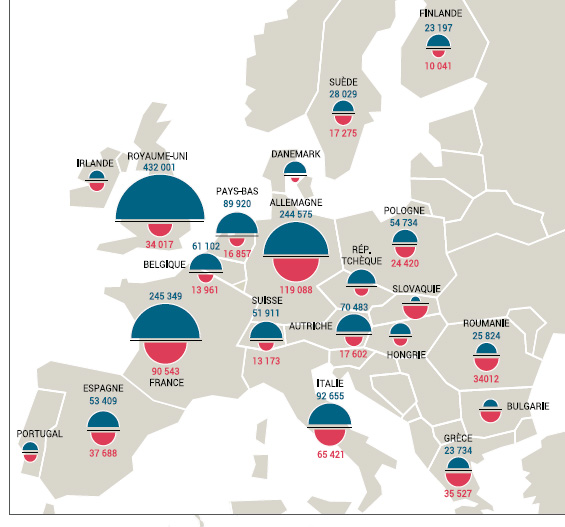 FINLANDE
23 197
10 041
SUÈDE
28 029
17 275
ROYAUME-UNI
432 001
34 017
IRLANDE
DANEMARK
PAYS-BAS
89 920
16 857
ALLEMAGNE
244 575
119 088
POLOGNE
54 734
24 420
61 102
BELGIQUE
13 961
RÉP.
TCHÈQUE
SLOVAQUIE
245 349
90 543
FRANCE
SUISSE
51 911
13 173
70 483
AUTRICHE
17 602
HONGRIE
ROUMANIE
25 824
34012
ITALIE
92 655
65 421
ESPAGNE
53 409
37 688
PORTUGAL
BULGARIE
GRÈCE
23 734
35 527